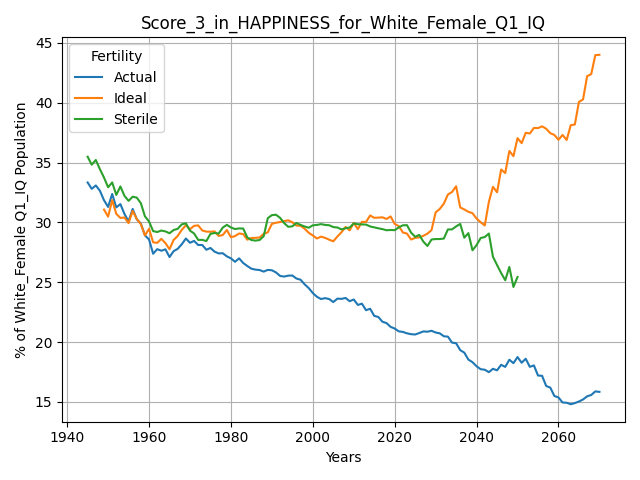 Score_3_in_HAPPINESS_for_White_Female_Q1_IQ
Fertility
Actual
Ideal
Sterile
% of White_Female Q1_IQ Population
45
40
35
30
25
20
15
1940
1960
1980
2000
2020
2040
2060
Years